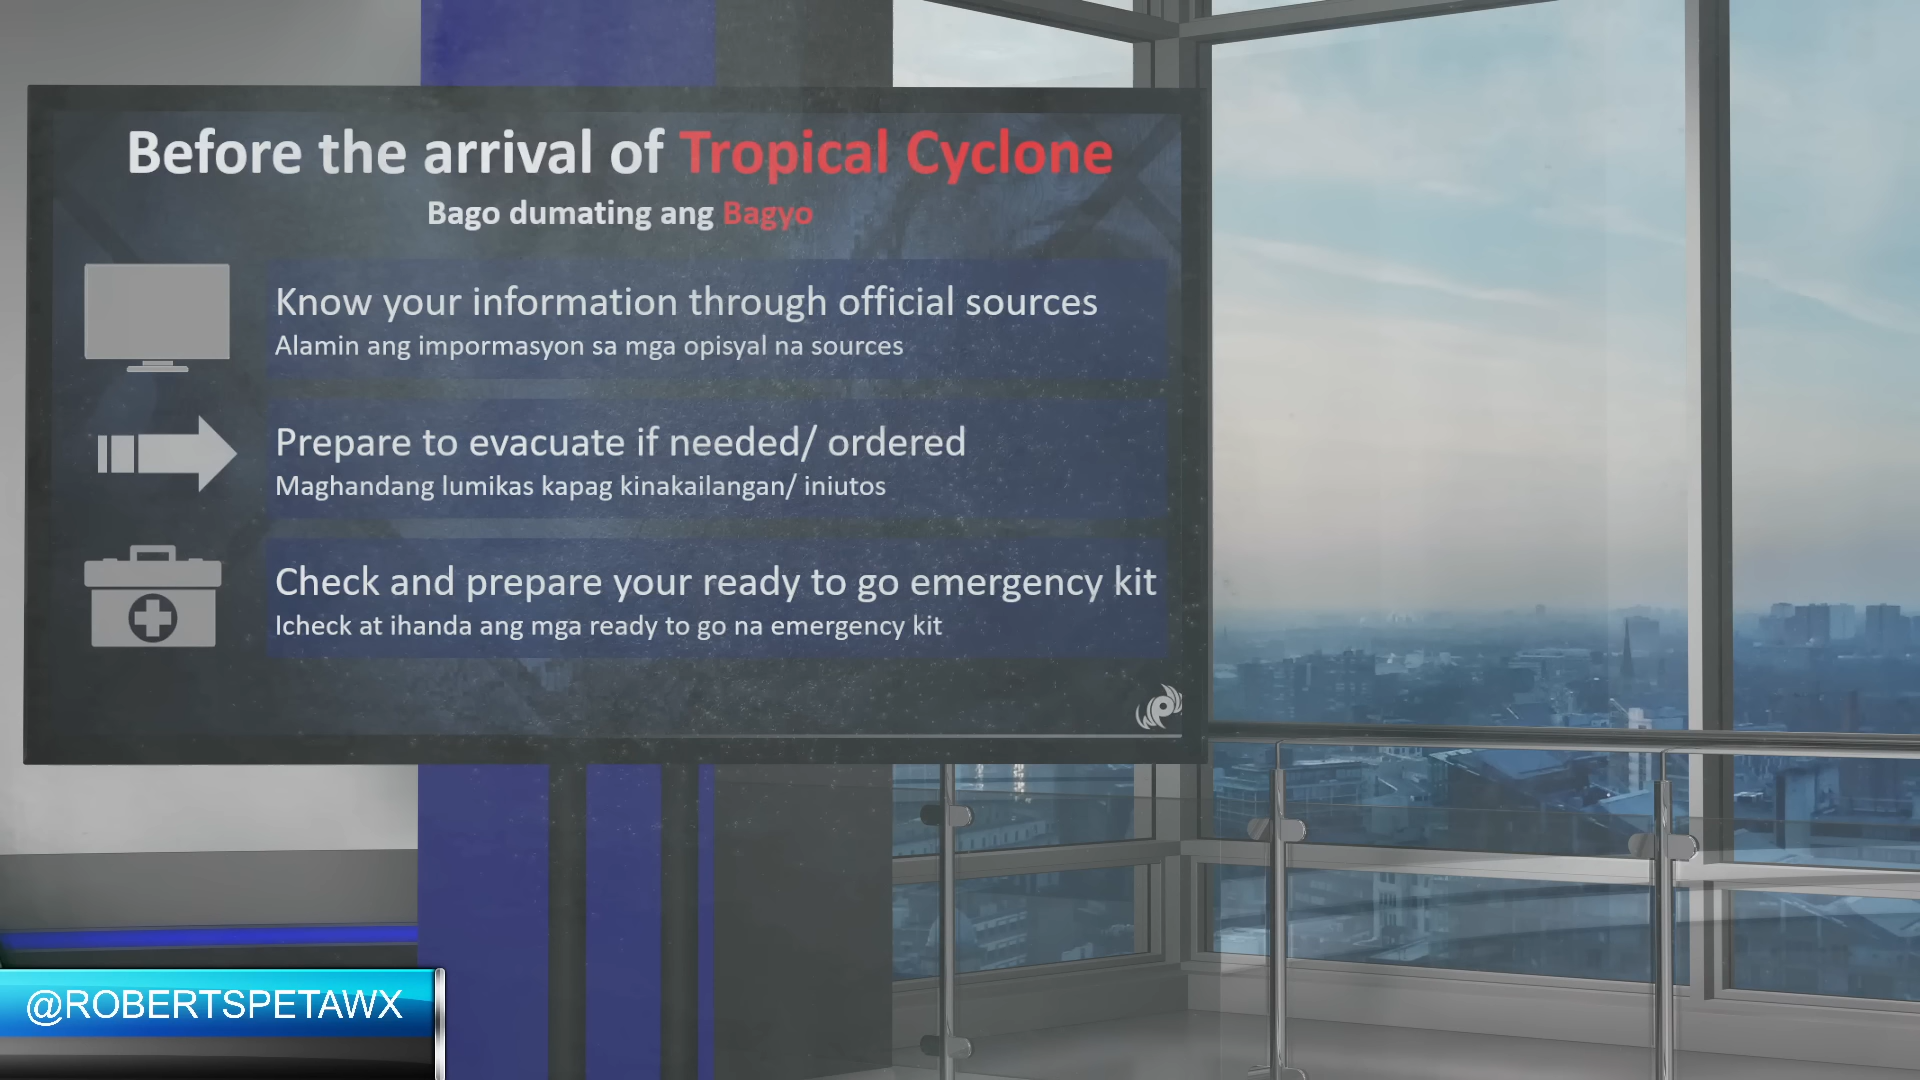 Before the arrival of Tropical Cyclone
Bago dumating ang Bagyo
Know your information through official sources
Alamin ang impormasyon sa mga opisyal na sources
Prepare to evacuate if needed/ ordered
Maghandang lumikas kapag kinakailangan/ iniutos
Check and prepare your ready to go emergency kit
Icheck at ihanda ang mga ready to go na emergency kit
@ROBERTSPETAWX